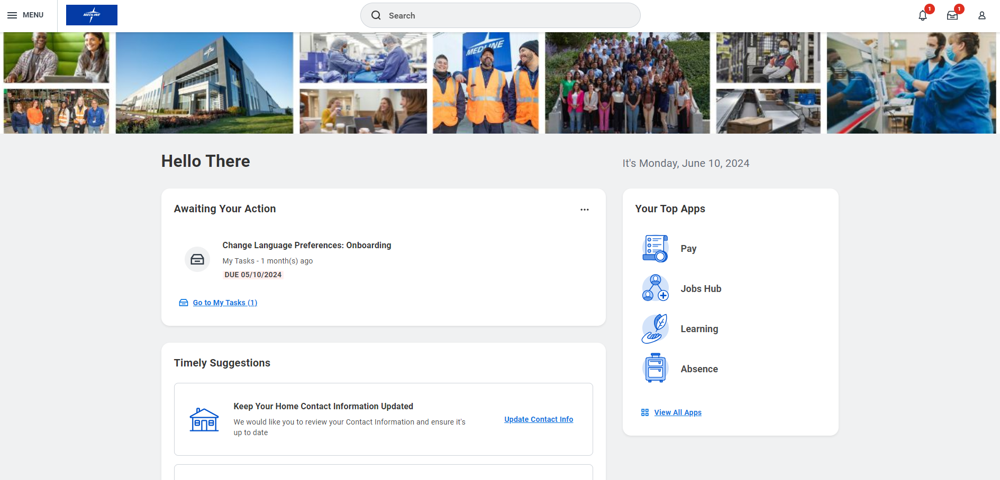 MENU
MEDLINE
Search
1
1
MEDLINE
Hello There
It's Monday, June 10, 2024
Awaiting Your Action
Change Language Preferences: Onboarding
My Tasks - 1 month(s) ago
DUE 05/10/2024
Go to My Tasks (1)
Your Top Apps
Pay
Jobs Hub
Learning
Absence
View All Apps
Timely Suggestions
Keep Your Home Contact Information Updated
We would like you to review your Contact Information and ensure it's
up to date
Update Contact Info